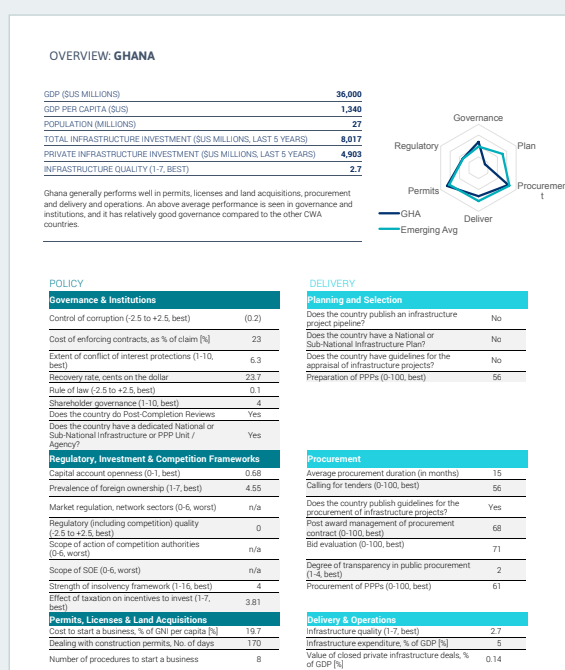 OVERVIEW: GHANA
GDP ($US MILLIONS) 36,000
GDP PER CAPITA ($US) 1,340
POPULATION (MILLIONS) 27
TOTAL INFRASTRUCTURE INVESTMENT ($US MILLIONS, LAST 5 YEARS) 8,017
PRIVATE INFRASTRUCTURE INVESTMENT ($US MILLIONS, LAST 5 YEARS) 4,903
INFRASTRUCTURE QUALITY (1-7, BEST) 2.7
Ghana generally performs well in permits, licenses and land acquisitions, procurement
and delivery and operations. An above average performance is seen in governance and
institutions, and it has relatively good governance compared to the other CWA
countries.
Governance
Regulatory
Plan
Permits
Procuremen
t
Deliver
GHA
Emerging Avg
POLICY
Governance & Institutions
Control of corruption (-2.5 to +2.5, best) (0.2)
Cost of enforcing contracts, as % of claim [%] 23
Extent of conflict of interest protections (1-10,
best) 6.3
Recovery rate, cents on the dollar 23.7
Rule of law (-2.5 to +2.5, best) 0.1
Shareholder governance (1-10, best) 4
Does the country do Post-Completion Reviews Yes
Does the country have a dedicated National or
Sub-National Infrastructure or PPP Unit / Yes
Agency?
Regulatory, Investment & Competition Frameworks
Capital account openness (0-1, best) 0.68
Prevalence of foreign ownership (1-7, best) 4.55
Market regulation, network sectors (0-6, worst) n/a
Regulatory (including competition) quality
(-2.5 to +2.5, best) 0
Scope of action of competition authorities
(0-6, worst) n/a
Scope of SOE (0-6, worst) n/a
Strength of insolvency framework (1-16, best) 4
Effect of taxation on incentives to invest (1-7,
best) 3.81
Permits, Licenses & Land Acquisitions
Cost to start a business, % of GNI per capita [%] 19.7
Dealing with construction permits, No. of days 170
Number of procedures to start a business 8
DELIVERY
Planning and Selection
Does the country publish an infrastructure
project pipeline? No
Does the country have a National or
Sub-National Infrastructure Plan? No
Does the country have guidelines for the
appraisal of infrastructure projects? No
Preparation of PPPs (0-100, best) 56
Procurement
Average procurement duration (in months) 15
Calling for tenders (0-100, best) 56
Does the country publish guidelines for the
procurement of infrastructure projects? Yes
Post award management of procurement
contract (0-100, best) 68
Bid evaluation (0-100, best) 71
Degree of transparency in public procurement
(1-4, best) 2
Procurement of PPPs (0-100, best) 61
Delivery & Operations
Infrastructure quality (1-7, best) 2.7
Infrastructure expenditure, % of GDP [%] 5
Value of closed private infrastructure deals, %
of GDP [%] 0.14